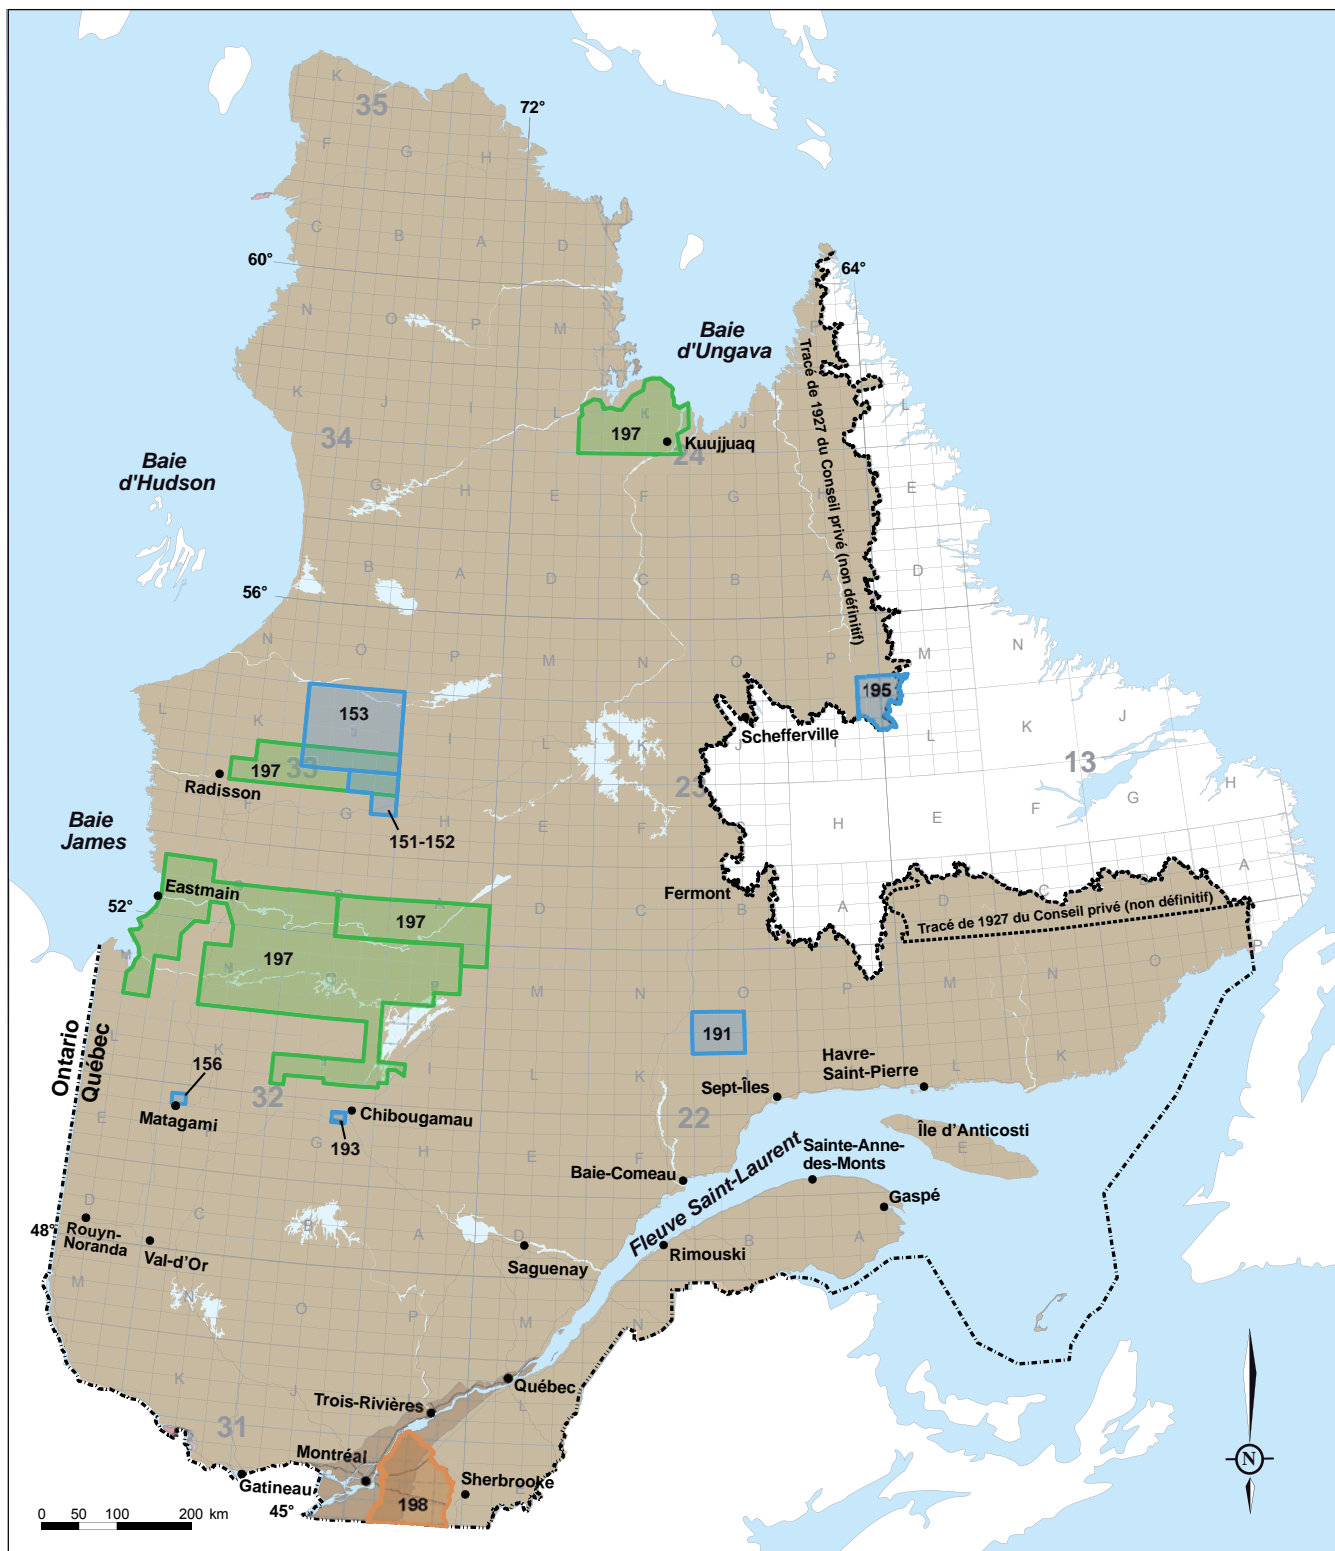 K
35
72°
F
G
H
C
B
A
D
60°
64°
N
O
P
M
F
Baie
d'Ungava
Tracé de 1927 du Conseil privé (non définitif)
K
J
I
L
K
J
L
197
Kuujjuaq
34
24
Baie
d'Hudson
G
H
E
F
G
H
E
B
A
D
C
B
A
D
56°
N
O
P
M
N
O
P
M
N
195
L
K
153
J
I
L
K
J
I
L
K
J
Schefferville
13
197
33
23
Radisson
H
F
G
H
E
F
G
H
E
F
G
151-152
Baie
James
Eastmain
Fermont
A
D
C
B
A
D
C
B
A
52°
197
Tracé de 1927 du Conseil privé (non définitif)
197
M
N
O
P
M
N
O
P
M
N
O
P
191
Ontario
Québec
L
K
J
I
L
K
I
L
K
156
Havre-
Saint-Pierre
Sept-Îles
32
Matagami
Chibougamau
22
E
G
H
E
F
193
Île d'Anticosti
E
Sainte-Anne-
des-Monts
Baie-Comeau
Fleuve Saint-Laurent
Gaspé
D
C
B
A
D
B
A
48°
Rouyn-
Noranda
Val-d'Or
Saguenay
Rimouski
M
N
O
P
M
N
K
J
I
L
Québec
Trois-Rivières
31
Montréal
Gatineau
Sherbrooke
E
198
45°
N
0 50 100 200 km